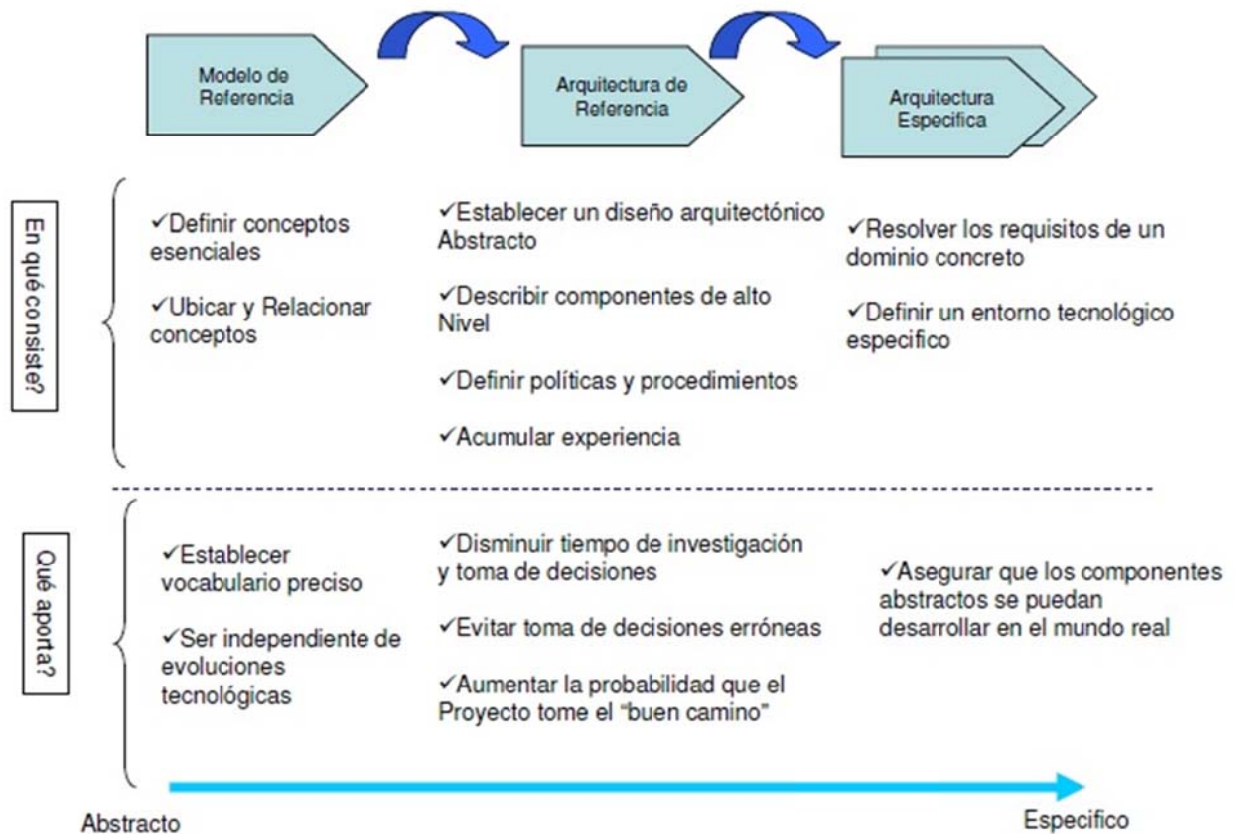 Modelo de
Referencia
Arquitectura de
Referencia
Arquitectura
Especifica
En qué consiste?
✓Definir conceptos
esenciales
✓Ubicar y Relacionar
conceptos
✓Establecer un diseño arquitectónico
Abstracto
✓Describir componentes de alto
Nivel
✓Definir políticas y procedimientos
✓Acumular experiencia
✓Resolver los requisitos de un
dominio concreto
✓Definir un entorno tecnológico
especifico
Qué aporta?
✓Establecer
vocabulario preciso
✓Ser independiente de
evoluciones
tecnológicas
✓Disminuir tiempo de investigación
y toma de decisiones
✓Evitar toma de decisiones erróneas
✓Aumentar la probabilidad que el
Proyecto tome el “buen camino”
✓Asegurar que los componentes
abstractos se puedan
desarrollar en el mundo real
Abstracto
Especifico